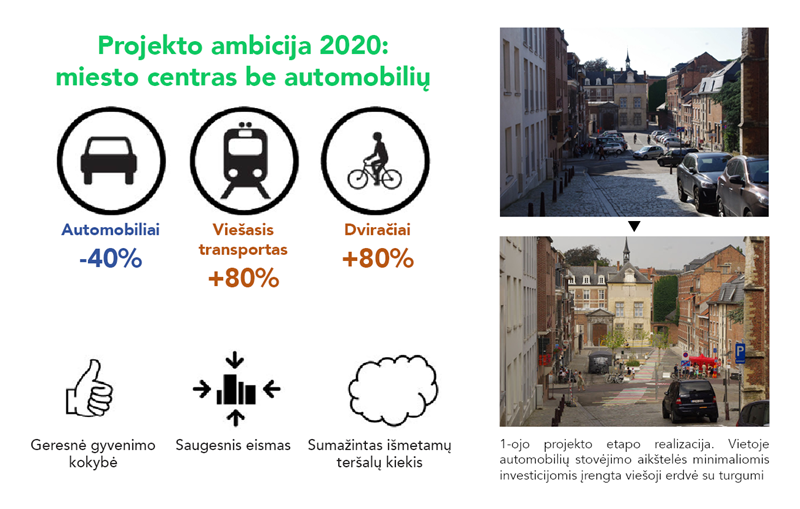 Projekto ambicija 2020:
miesto centras be automobilių
Automobiliai
-40%
Viešasis
transportas
+80%
Dviračiai
+80%
Geresnė gyvenimo
kokybė
Saugesnis eismas
Sumažintas išmetamų
teršalų kiekis
P
1-ojo projekto etapo realizacija. Vietoje
automobilių stovėjimo aikštelės minimaliomis
investicijomis įrengta viešoji erdvė su turgumi